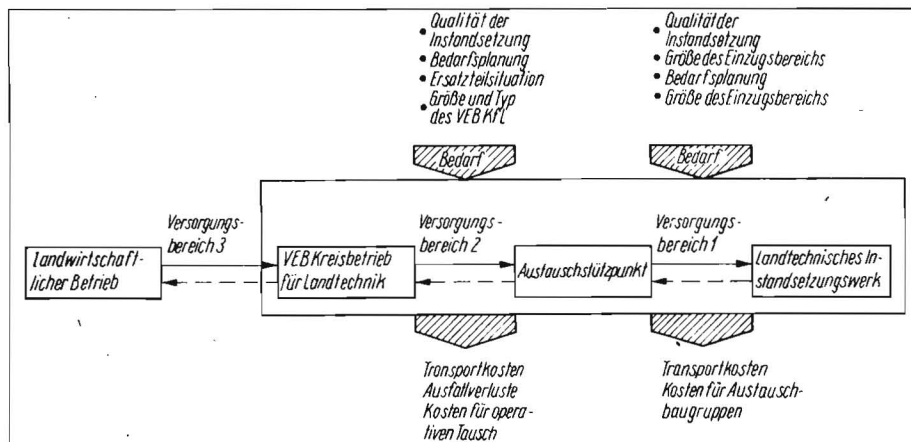 • Qualität der
Instandsetzung
• Bedarfsplanung
• Ersatzteilsituation
• Größe und Typ
des VEB KfL
• Qualität der
Instandsetzung
• Größe des Einzugsbereichs
• Bedarfsplanung
• Größe des Einzugsbereichs
Bedarf
Bedarf
Versorgungs-
bereich 3
Versorgungs-
bereich 2
Versorgungs-
bereich 1
landwirtschaft-
licher Betrieb
VEB Kreisbetrieb
für Landtechnik
Austauschstützpunkt
landtechnisches In-
standsetzungswerk
Transportkosten
Ausfallverluste
Kosten für opera-
tiven Tausch
Transportkosten
Kosten für Austausch-
baugruppen